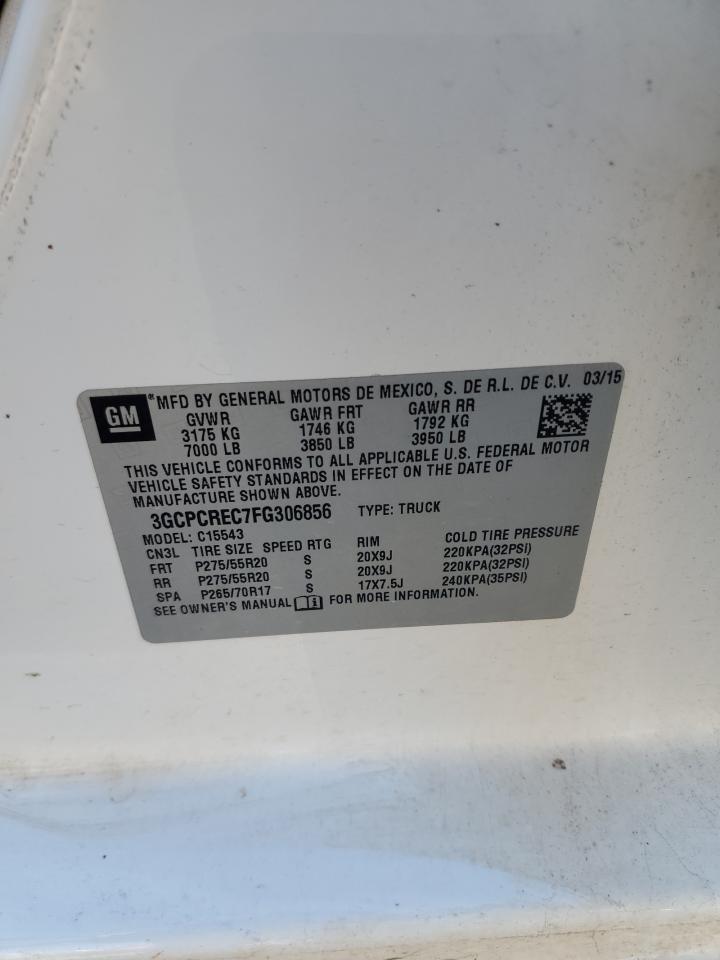 GM ® MFD BY GENERAL MOTORS DE MEXICO, S. DE R.L. DE C.V. 03/15
GVWR GAWR FRT GAWR RR
3175 KG 1746 KG 1792 KG
7000 LB 3850 LB 3950 LB
THIS VEHICLE CONFORMS TO ALL APPLICABLE U.S. FEDERAL MOTOR
VEHICLE SAFETY STANDARDS IN EFFECT ON THE DATE OF
MANUFACTURE SHOWN ABOVE.
3GCPCREC7FG306856 TYPE: TRUCK
MODEL: C15543
CN3L TIRE SIZE SPEED RTG RIM COLD TIRE PRESSURE
FRT P275/55R20 S 20X9J 220KPA(32PSI)
RR P275/55R20 S 20X9J 220KPA(32PSI)
SPA P265/70R17 S 17X7.5J 240KPA(35PSI)
SEE OWNER'S MANUAL FOR MORE INFORMATION.